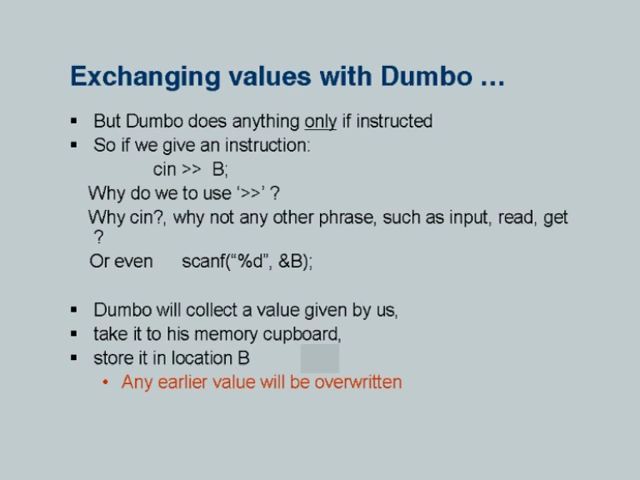 Exchanging values with Dumbo …
▪ But Dumbo does anything only if instructed
▪ So if we give an instruction:
cin >> B;
Why do we to use ‘>>’ ?
Why cin?, why not any other phrase, such as input, read, get
?
Or even scanf(“%d”, &B);
▪ Dumbo will collect a value given by us,
▪ take it to his memory cupboard,
▪ store it in location B
• Any earlier value will be overwritten